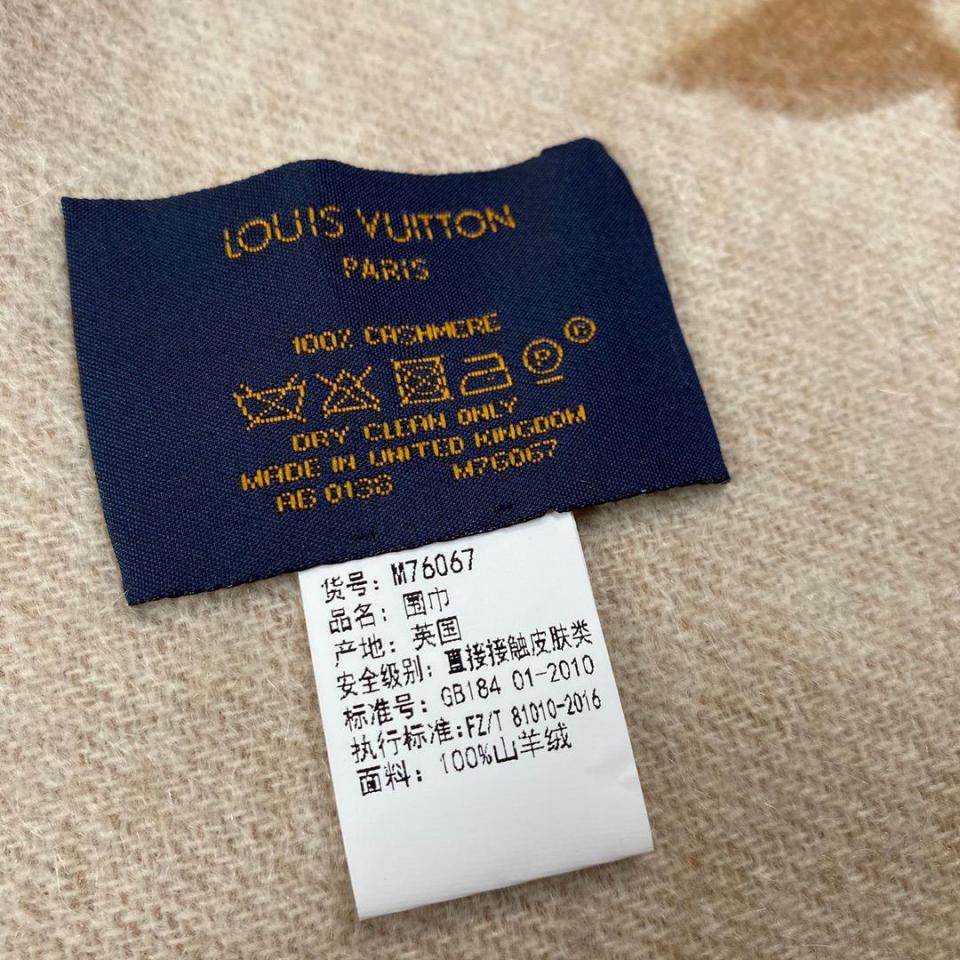 LOUIS VUITTON
PARIS
100% CASHMERE
P
R
DRY CLEAN ONLY
MADE IN UNITED KINGDOM
AB 0198 M76067
货号: M76067
品名: 围巾
产地: 英国
安全级别: 直接接触皮肤类
标准号: GB184 01-2010
执行标准:FZ/T 81010-2016
面料: 100%山羊绒